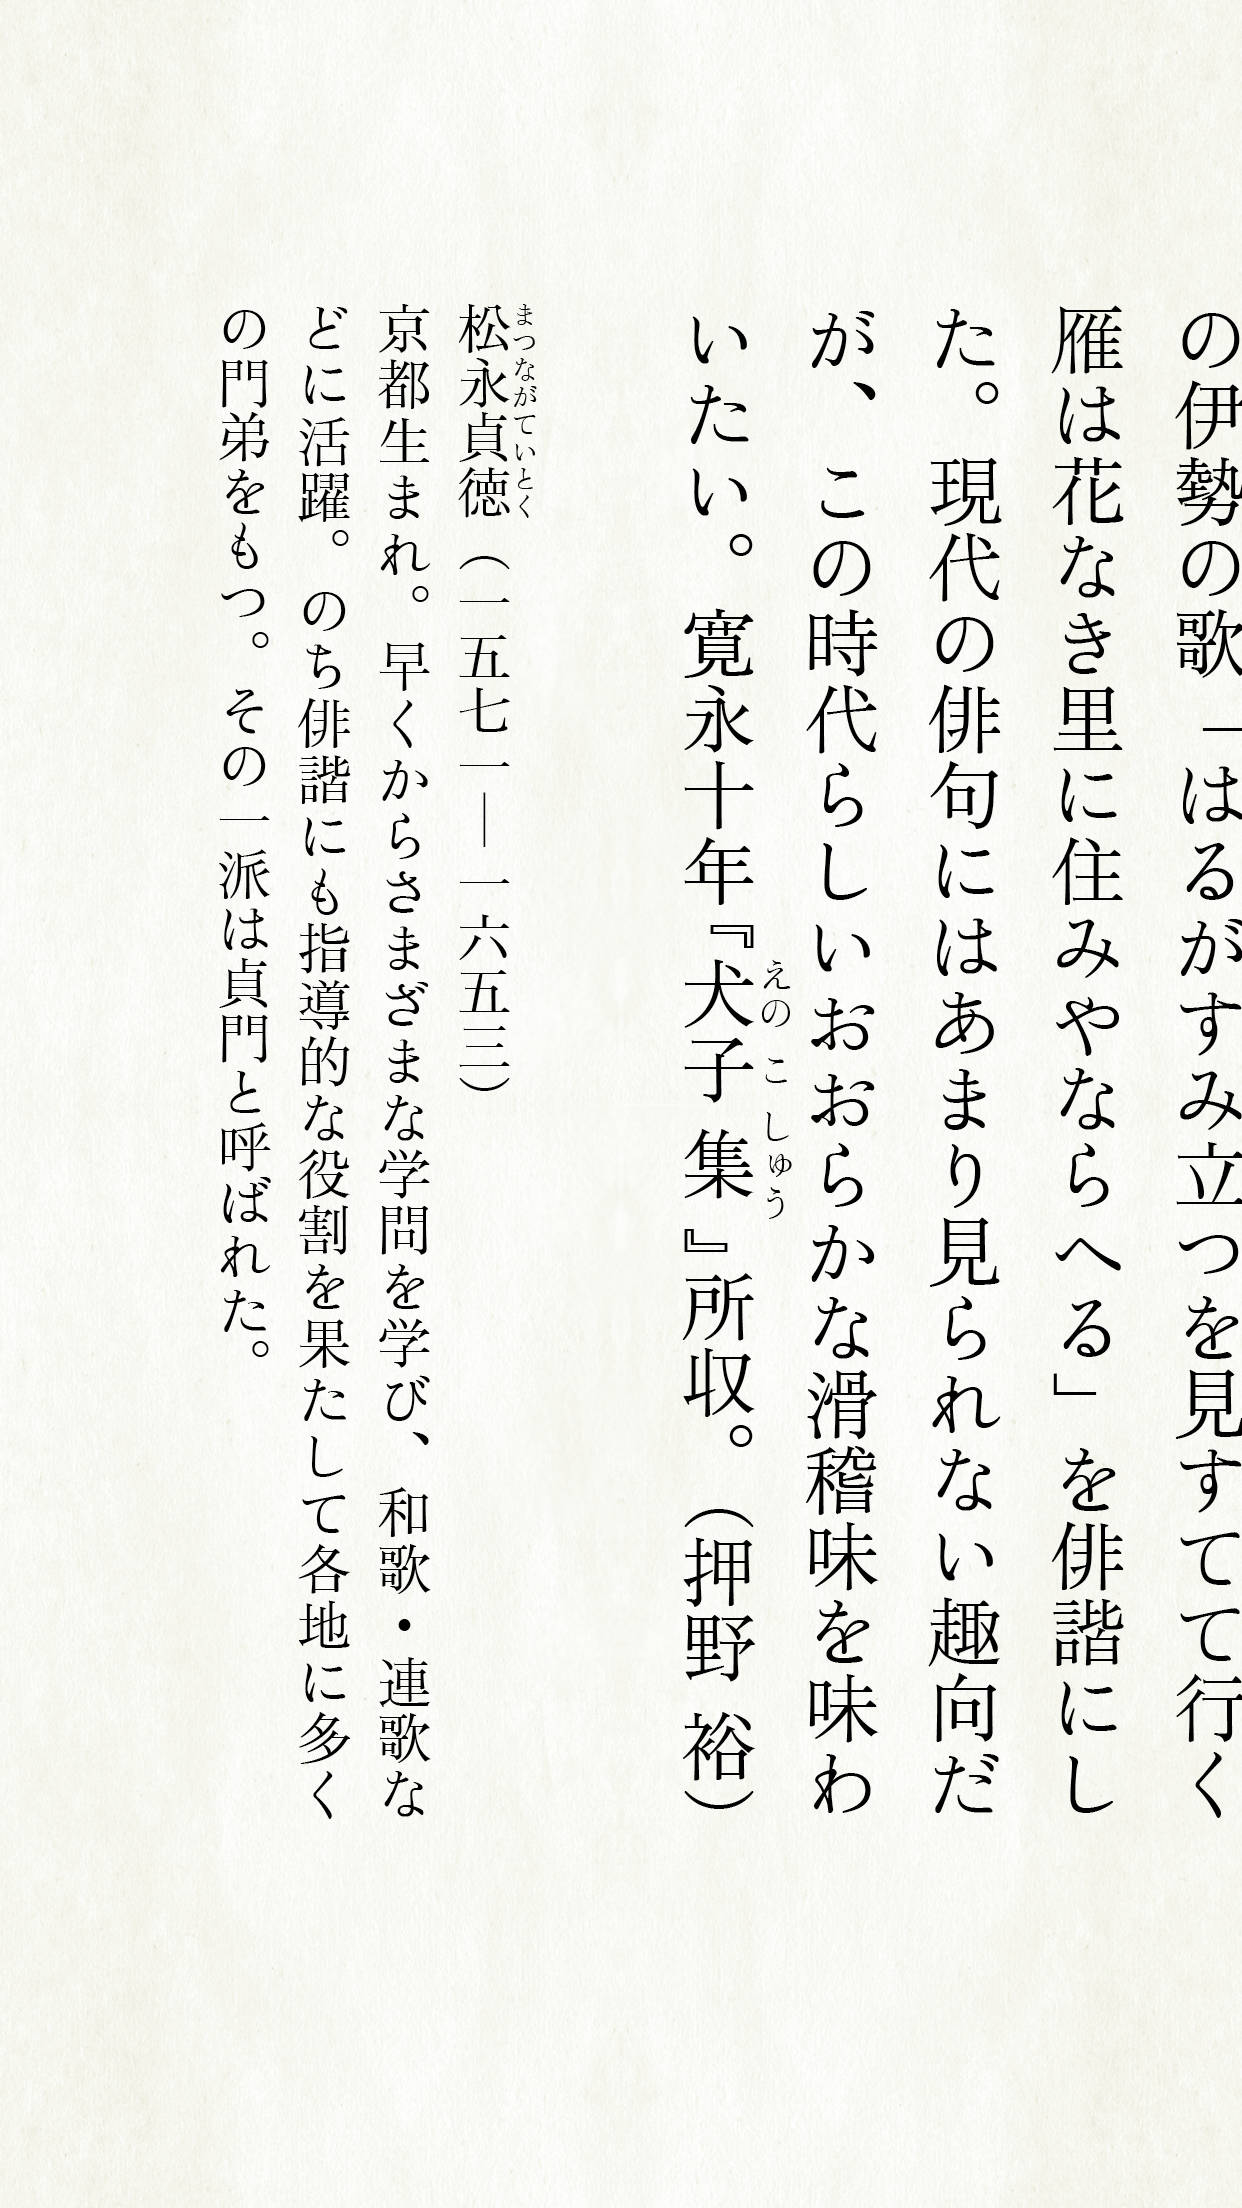 の伊勢の歌「はるがすみ立つを見すてて行く
雁は花なき里に住みやならへる」を俳諧にし
た。現代の俳句にはあまり見られない趣向だ
が、この時代らしいおおらかな滑稽味を味わ
いたい。寛永十年『犬子集』所収。（押野 裕）
えのこしゅう
松永貞徳（一五七一―一六五三）
まつながていとく
京都生まれ。早くからさまざまな学問を学び、和歌・連歌な
どに活躍。のち俳諧にも指導的な役割を果たして各地に多く
の門弟をもつ。その一派は貞門と呼ばれた。